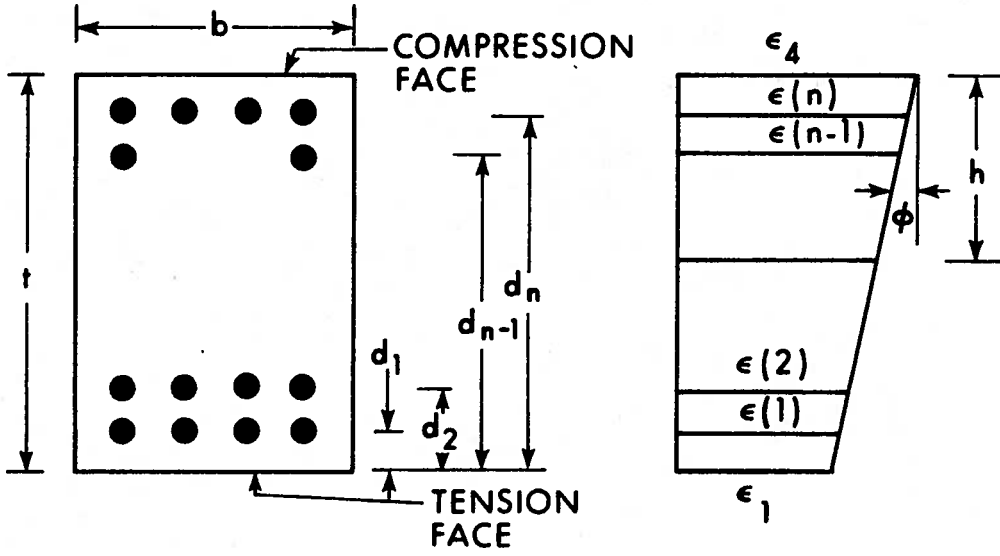 b
COMPRESSION
FACE
t
d₁
d₂
dₙ₋₁
dₙ
TENSION
FACE
ϵ₄
ϵ(n)
ϵ(n-1)
h
ϕ
ϵ(2)
ϵ(1)
ϵ₁